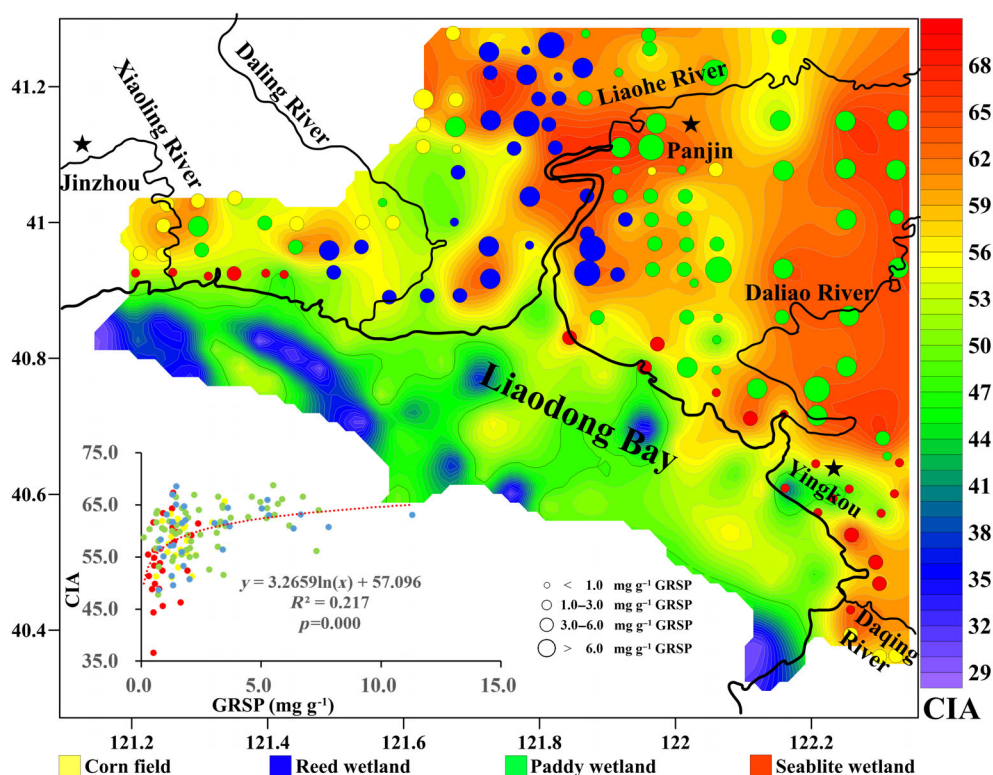 41.2
41
40.8
40.6
40.4
121.2
121.4
121.6
121.8
122
122.2
Xiaoling River
Daling River
Liaohe River
Jinzhou
Panjin
Daliao River
Liaodong Bay
Yingkou
Daqing
River
68
65
62
59
56
53
50
47
44
41
38
35
32
29
CIA
75.0
65.0
55.0
45.0
35.0
CIA
y = 3.2659ln(x) + 57.096
R² = 0.217
p=0.000
0.0
5.0
10.0
15.0
GRSP (mg g⁻¹)
< 1.0 mg g⁻¹ GRSP
1.0–3.0 mg g⁻¹ GRSP
3.0–6.0 mg g⁻¹ GRSP
> 6.0 mg g⁻¹ GRSP
Corn field
Reed wetland
Paddy wetland
Seablite wetland